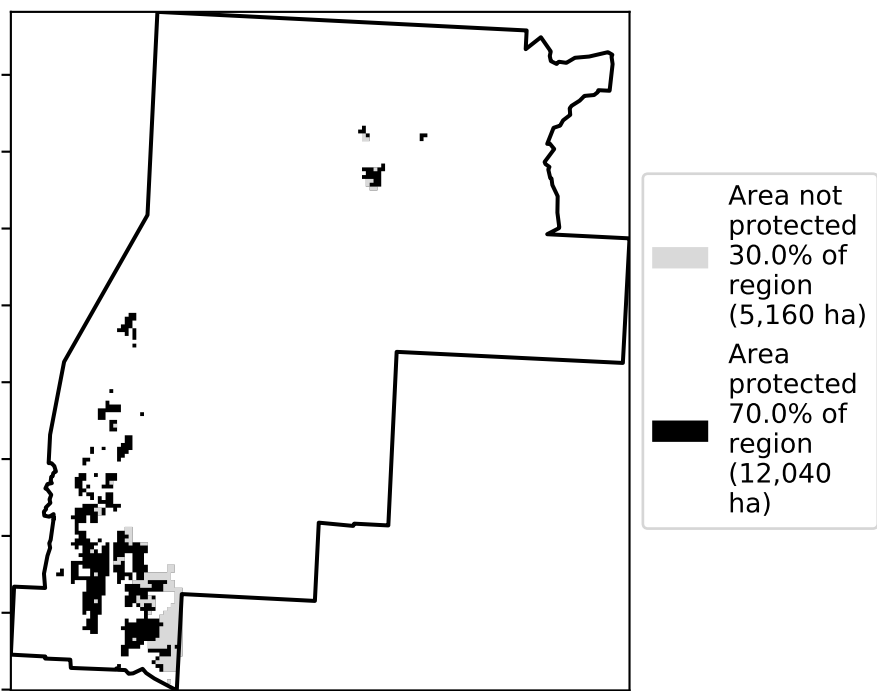 Area not
protected
30.0% of
region
(5,160 ha)
Area
protected
70.0% of
region
(12,040
ha)